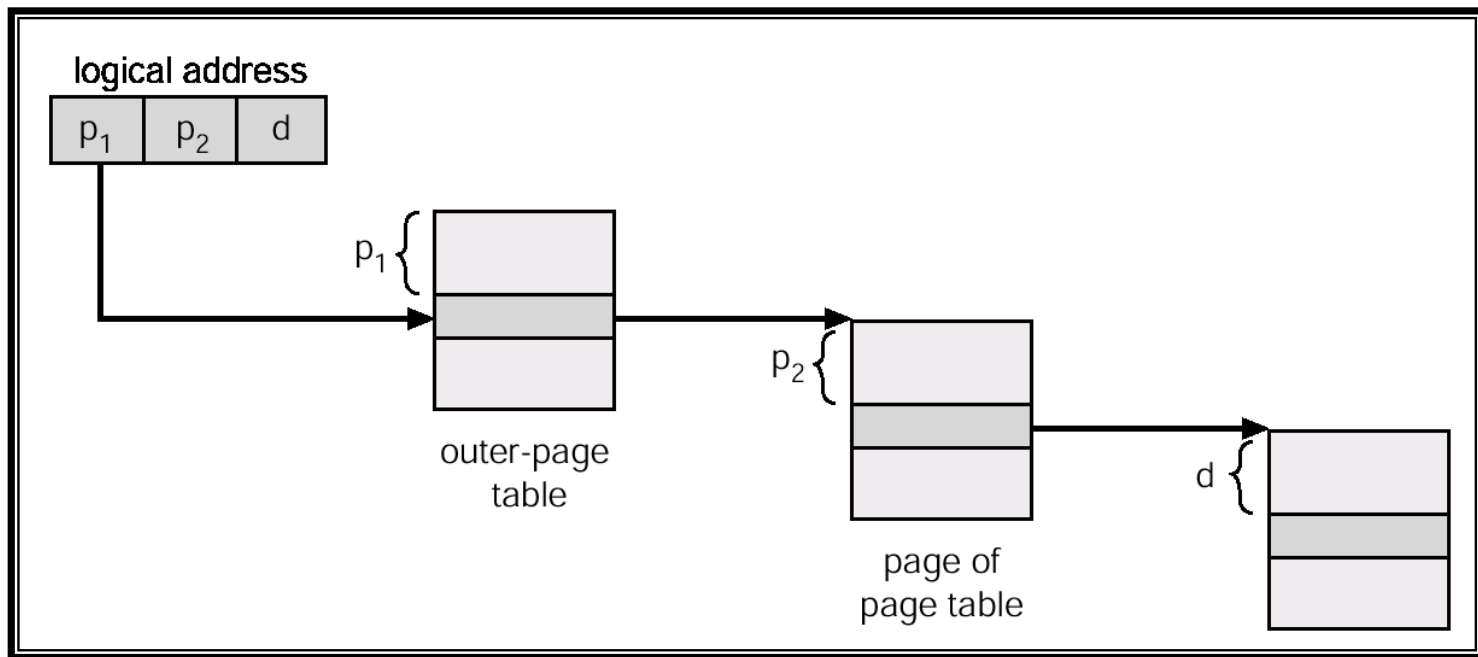 logical address
p₁ p₂ d
p₁
outer-page
table
p₂
page of
page table
d